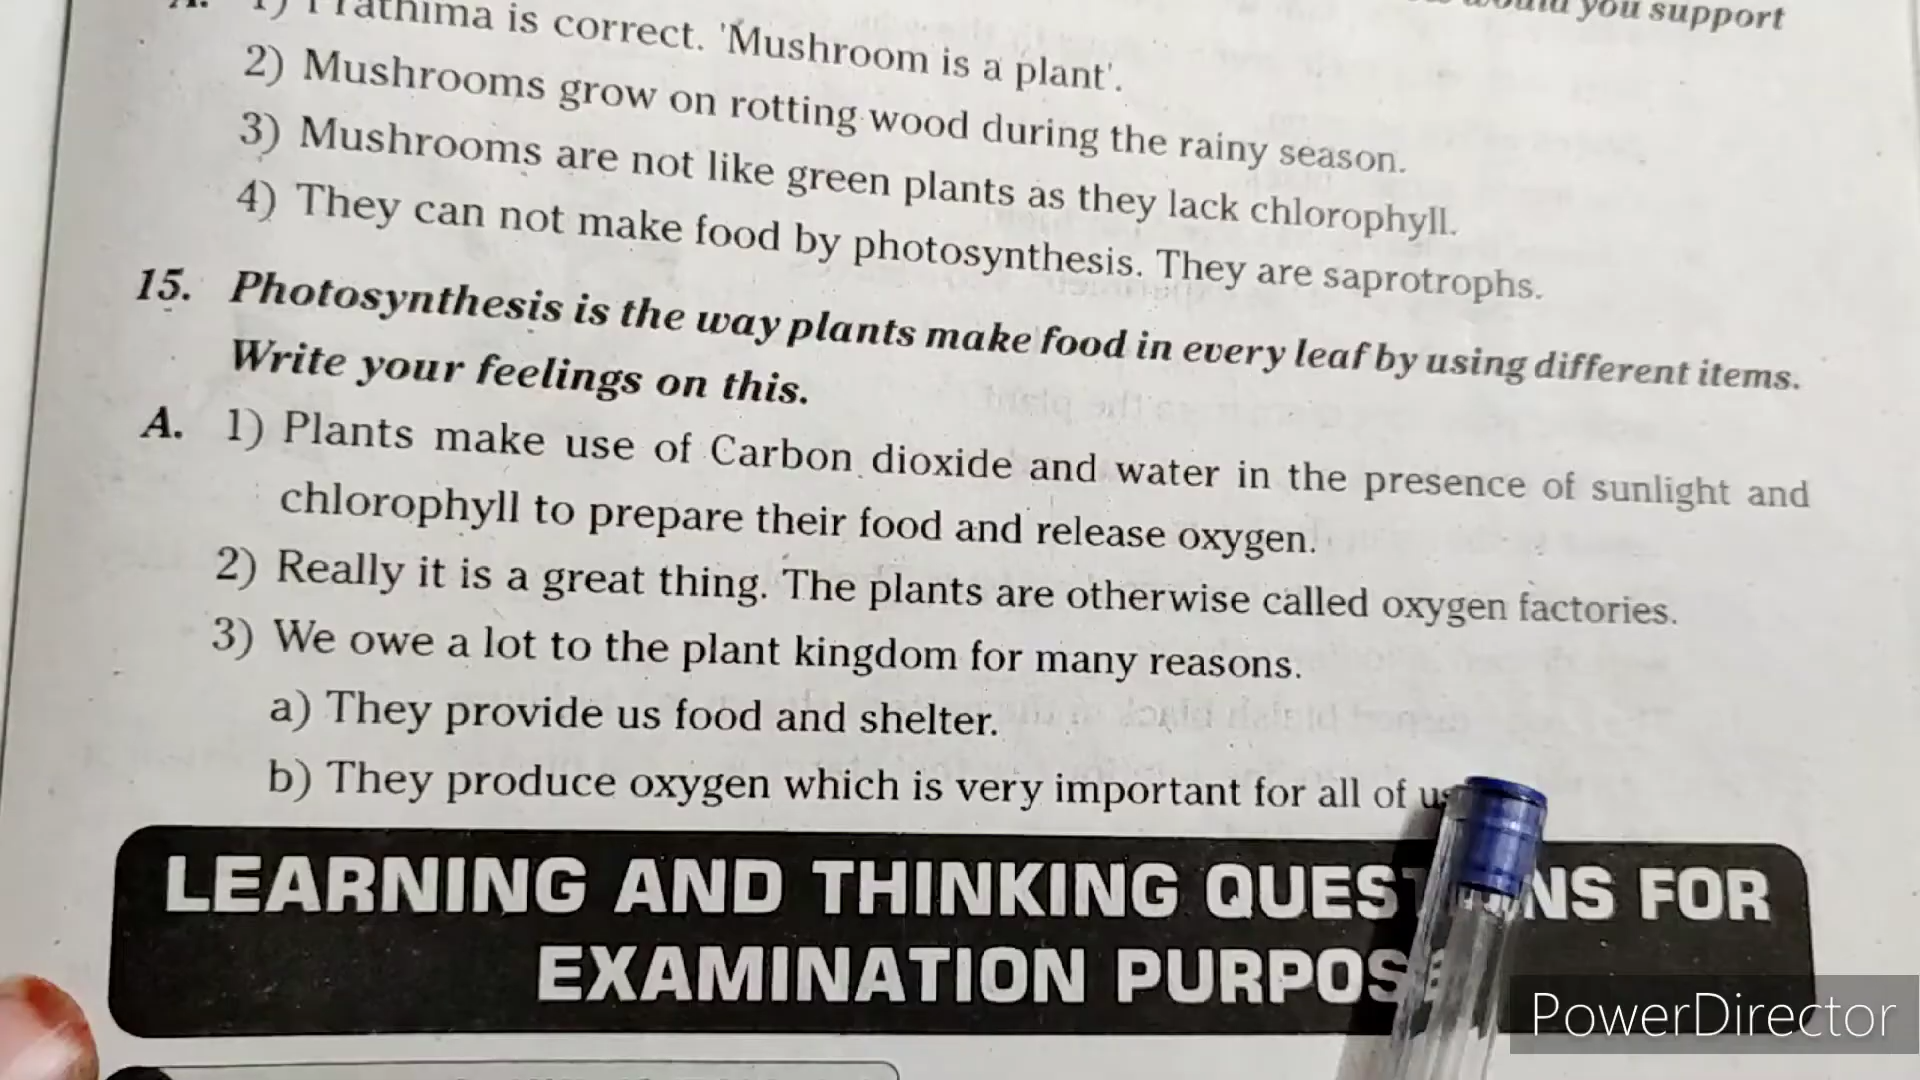 would you support
A. 1) Prathima is correct. 'Mushroom is a plant'.
2) Mushrooms grow on rotting wood during the rainy season.
3) Mushrooms are not like green plants as they lack chlorophyll.
4) They can not make food by photosynthesis. They are saprotrophs.
15. Photosynthesis is the way plants make food in every leaf by using different items.
Write your feelings on this.
A. 1) Plants make use of Carbon dioxide and water in the presence of sunlight and
chlorophyll to prepare their food and release oxygen.
2) Really it is a great thing. The plants are otherwise called oxygen factories.
3) We owe a lot to the plant kingdom for many reasons.
a) They provide us food and shelter.
b) They produce oxygen which is very important for all of us
LEARNING AND THINKING QUESTIONS FOR
EXAMINATION PURPOSE
PowerDirector